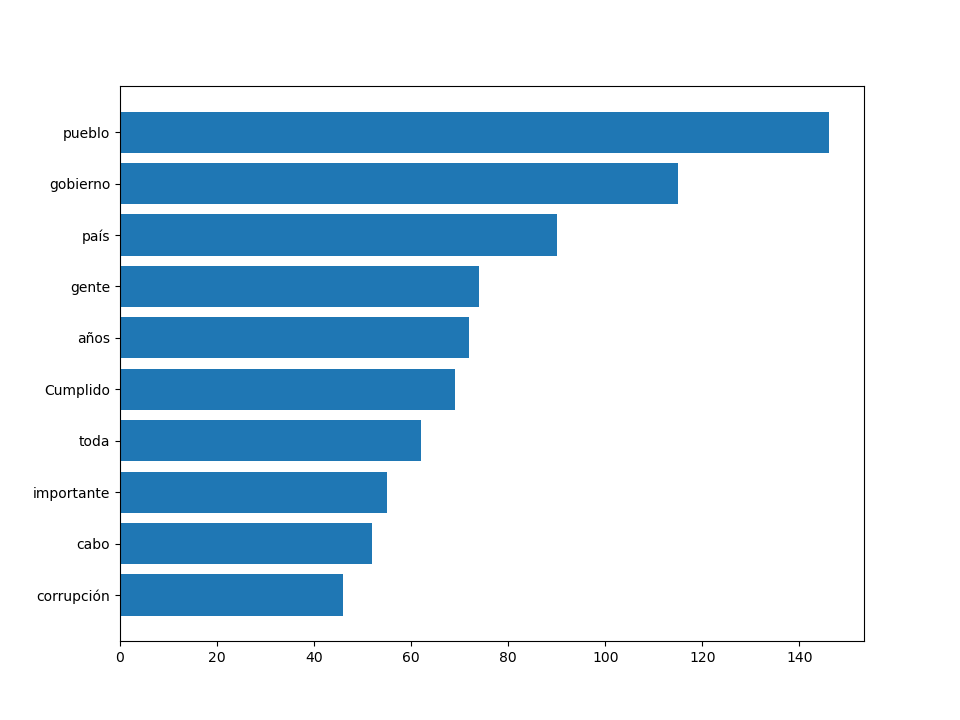 pueblo
gobierno
país
gente
años
Cumplido
toda
importante
cabo
corrupción
0 20 40 60 80 100 120 140